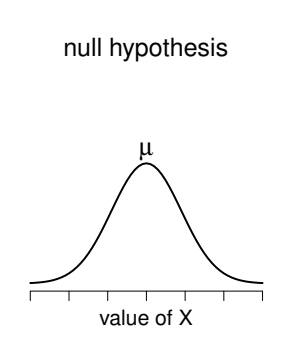 null hypothesis
μ
value of X